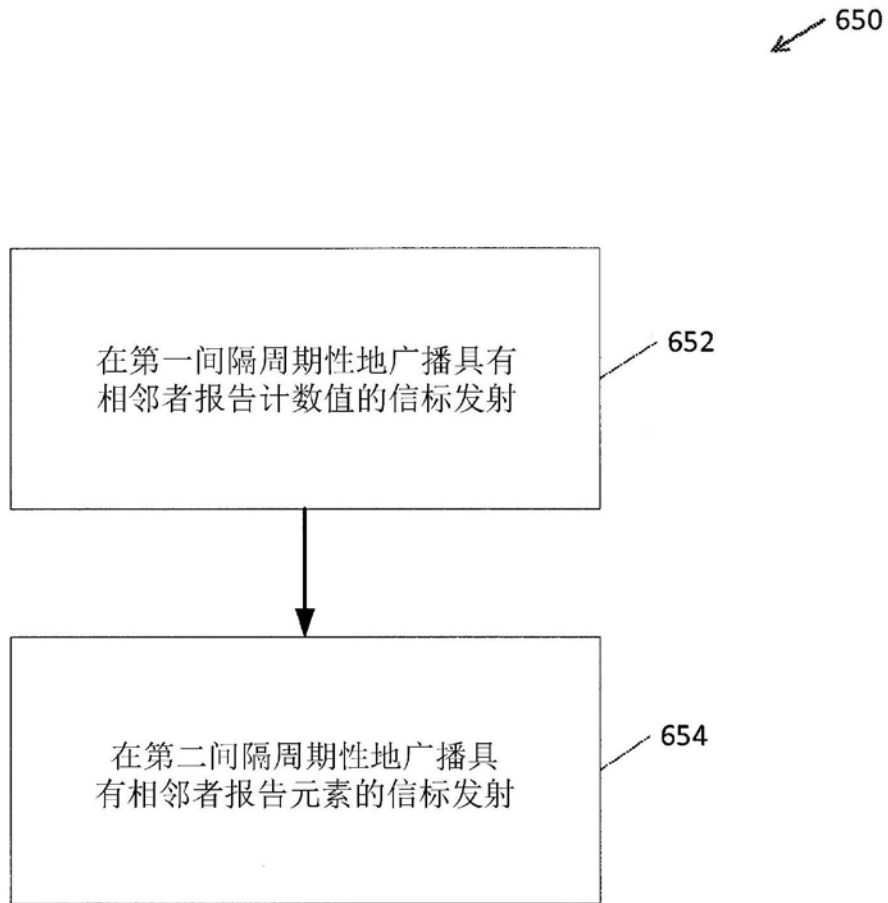 650
在第一间隔周期性地广播具有
相邻者报告计数值的信标发射
652
在第二间隔周期性地广播具
有相邻者报告元素的信标发射
654